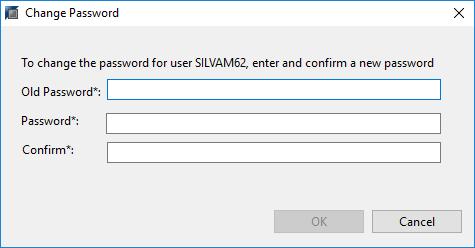 Change Password
To change the password for user SILVAM62, enter and confirm a new password
Old Password*:
Password*:
Confirm*:
OK Cancel